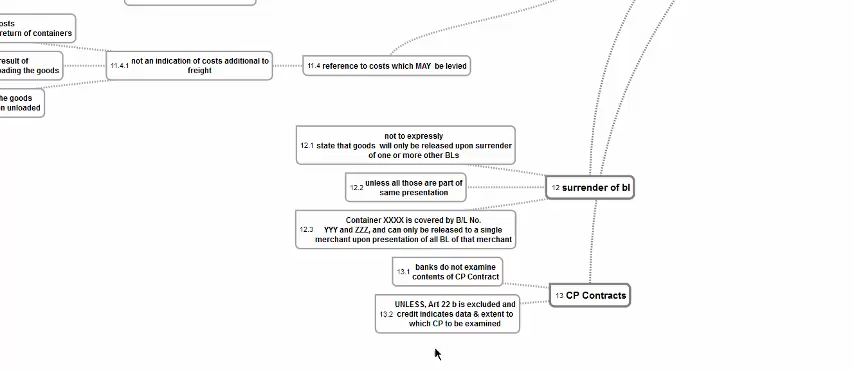 osts
return of containers
result of
ading the goods
he goods
n unloaded
11.4.1 not an indication of costs additional to
freight
11.4 reference to costs which MAY be levied
not to expressly
12.1 state that goods will only be released upon surrender
of one or more other BLs
12.2 unless all those are part of
same presentation
12 surrender of bl
Container XXXX is covered by B/L No.
12.3 YYY and ZZZ, and can only be released to a single
merchant upon presentation of all BL of that merchant
13.1 banks do not examine
contents of CP Contract
13 CP Contracts
UNLESS, Art 22 b is excluded and
13.2 credit indicates data & extent to
which CP to be examined